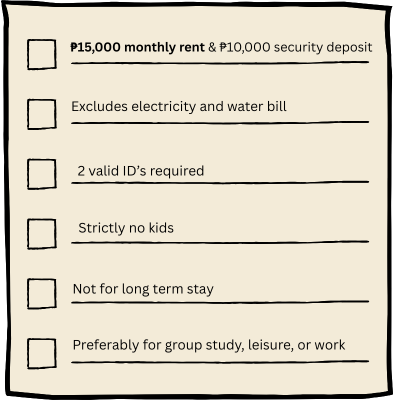 ₱15,000 monthly rent & ₱10,000 security deposit
Excludes electricity and water bill
2 valid ID's required
Strictly no kids
Not for long term stay
Preferably for group study, leisure, or work